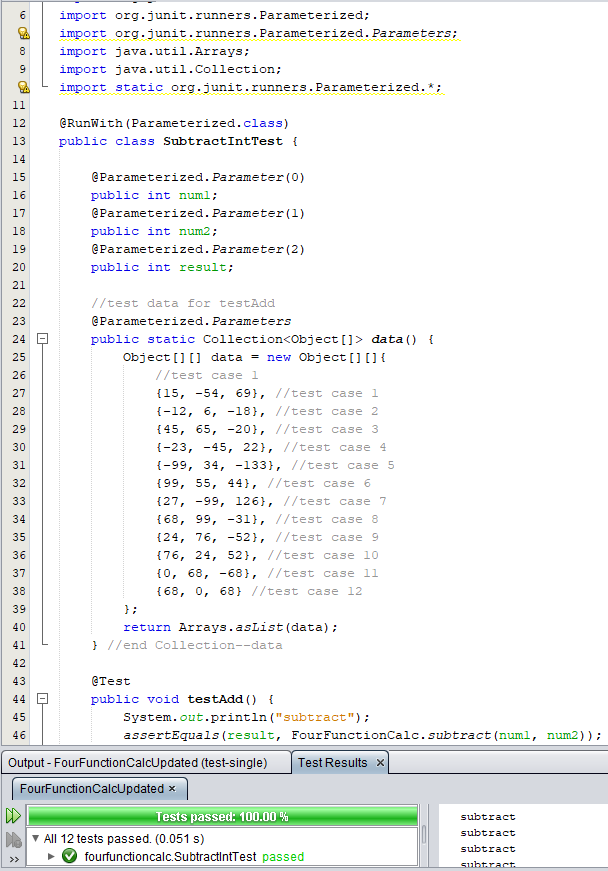 6 import org.junit.runners.Parameterized;
import org.junit.runners.Parameterized.Parameters;
8 import java.util.Arrays;
9 import java.util.Collection;
import static org.junit.runners.Parameterized.*;
11
12 @RunWith(Parameterized.class)
13 public class SubtractIntTest {
14
15 @Parameterized.Parameter(0)
16 public int num1;
17 @Parameterized.Parameter(1)
18 public int num2;
19 @Parameterized.Parameter(2)
20 public int result;
21
22 //test data for testAdd
23 @Parameterized.Parameters
24 public static Collection<Object[]> data() {
25 Object[][] data = new Object[][]{
26 //test case 1
27 {15, -54, 69}, //test case 1
28 {-12, 6, -18}, //test case 2
29 {45, 65, -20}, //test case 3
30 {-23, -45, 22}, //test case 4
31 {-99, 34, -133}, //test case 5
32 {99, 55, 44}, //test case 6
33 {27, -99, 126}, //test case 7
34 {68, 99, -31}, //test case 8
35 {24, 76, -52}, //test case 9
36 {76, 24, 52}, //test case 10
37 {0, 68, -68}, //test case 11
38 {68, 0, 68} //test case 12
39 };
40 return Arrays.asList(data);
41 } //end Collection--data
42
43 @Test
44 public void testAdd() {
45 System.out.println("subtract");
46 assertEquals(result, FourFunctionCalc.subtract(num1, num2));
Output - FourFunctionCalcUpdated (test-single) Test Results ×
FourFunctionCalcUpdated ×
Tests passed: 100.00 %
All 12 tests passed. (0.051 s)
fourfunctioncalc.SubtractIntTest passed
subtract
subtract
subtract
subtract